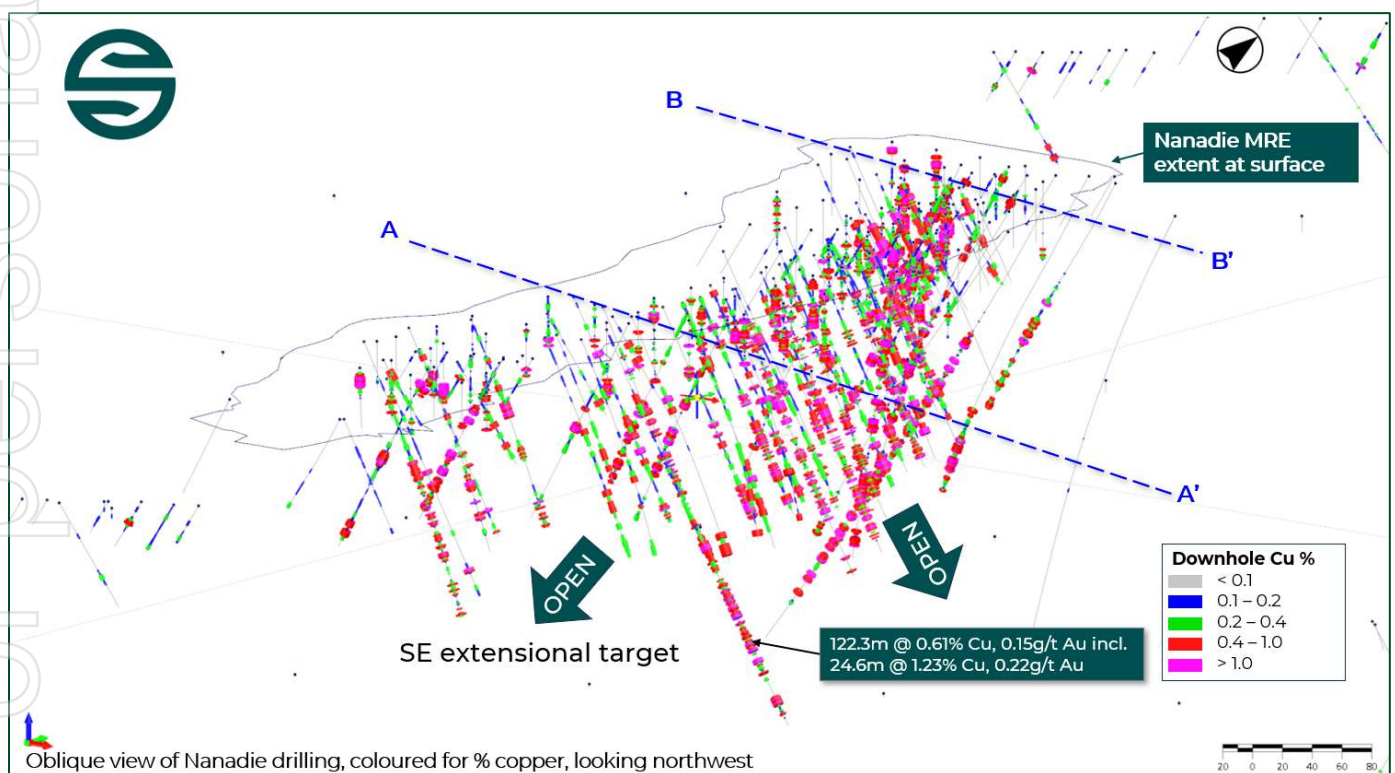 or personal
B
Nanadie MRE
extent at surface
A
B’
A’
OPEN
OPEN
SE extensional target
Downhole Cu %
< 0.1
0.1 – 0.2
0.2 – 0.4
0.4 – 1.0
> 1.0
122.3m @ 0.61% Cu, 0.15g/t Au incl.
24.6m @ 1.23% Cu, 0.22g/t Au
Oblique view of Nanadie drilling, coloured for % copper, looking northwest
20 0 20 40 60 80